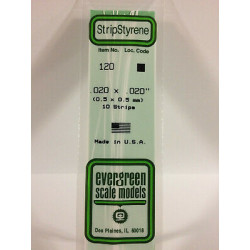 StripStyrene
Item No. Loc. Code
120
.020 x .020"
(0.5 x 0.5 mm)
10 Strips
Made in U.S.A.
evergreen
scale models
Des Plaines, IL 60018